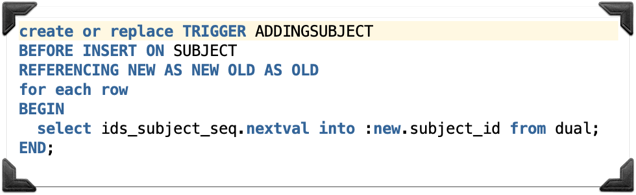 create or replace TRIGGER ADDINGSUBJECT
BEFORE INSERT ON SUBJECT
REFERENCING NEW AS NEW OLD AS OLD
for each row
BEGIN
  select ids_subject_seq.nextval into :new.subject_id from dual;
END;